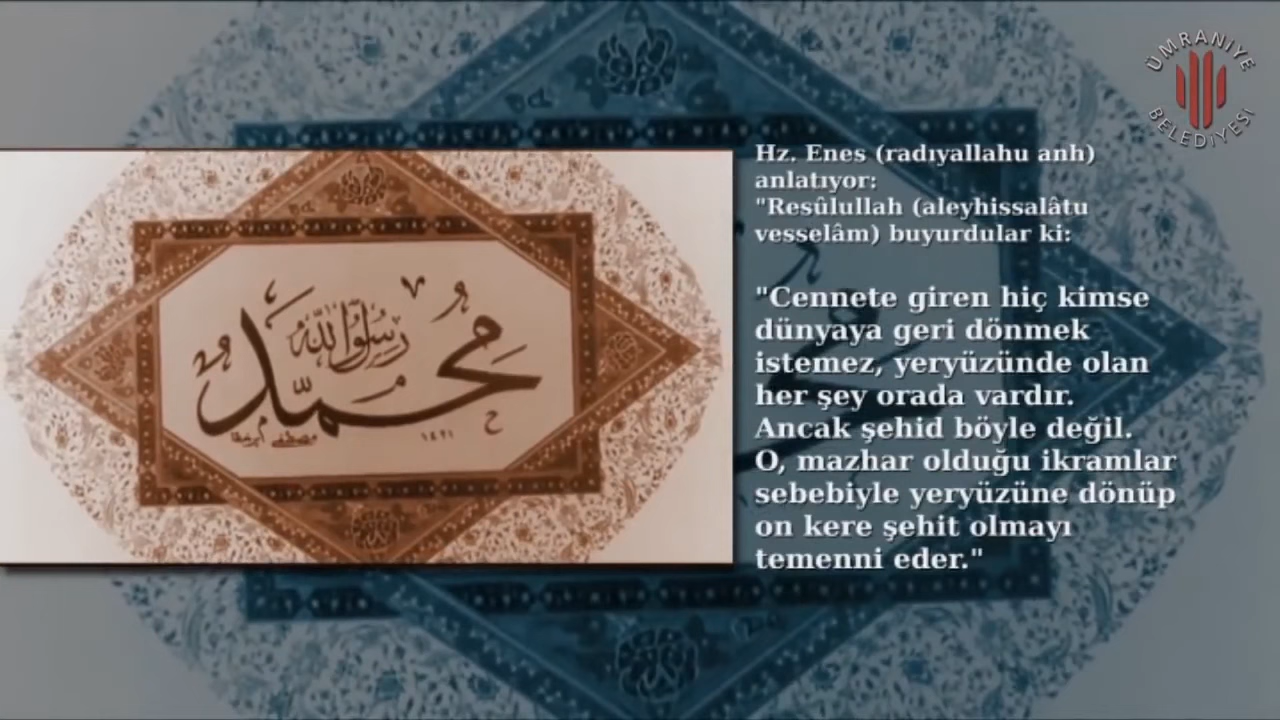 ÜMRANİYE
BELEDİYESİ
Hz. Enes (radıyallahu anh)
anlatıyor:
"Resûlullah (aleyhissalâtu
vesselâm) buyurdular ki:
"Cennete giren hiç kimse
dünyaya geri dönmek
istemez, yeryüzünde olan
her şey orada vardır.
Ancak şehid böyle değil.
O, mazhar olduğu ikramlar
sebebiyle yeryüzüne dönüp
on kere şehit olmayı
temenni eder."
رسول الله
محمد